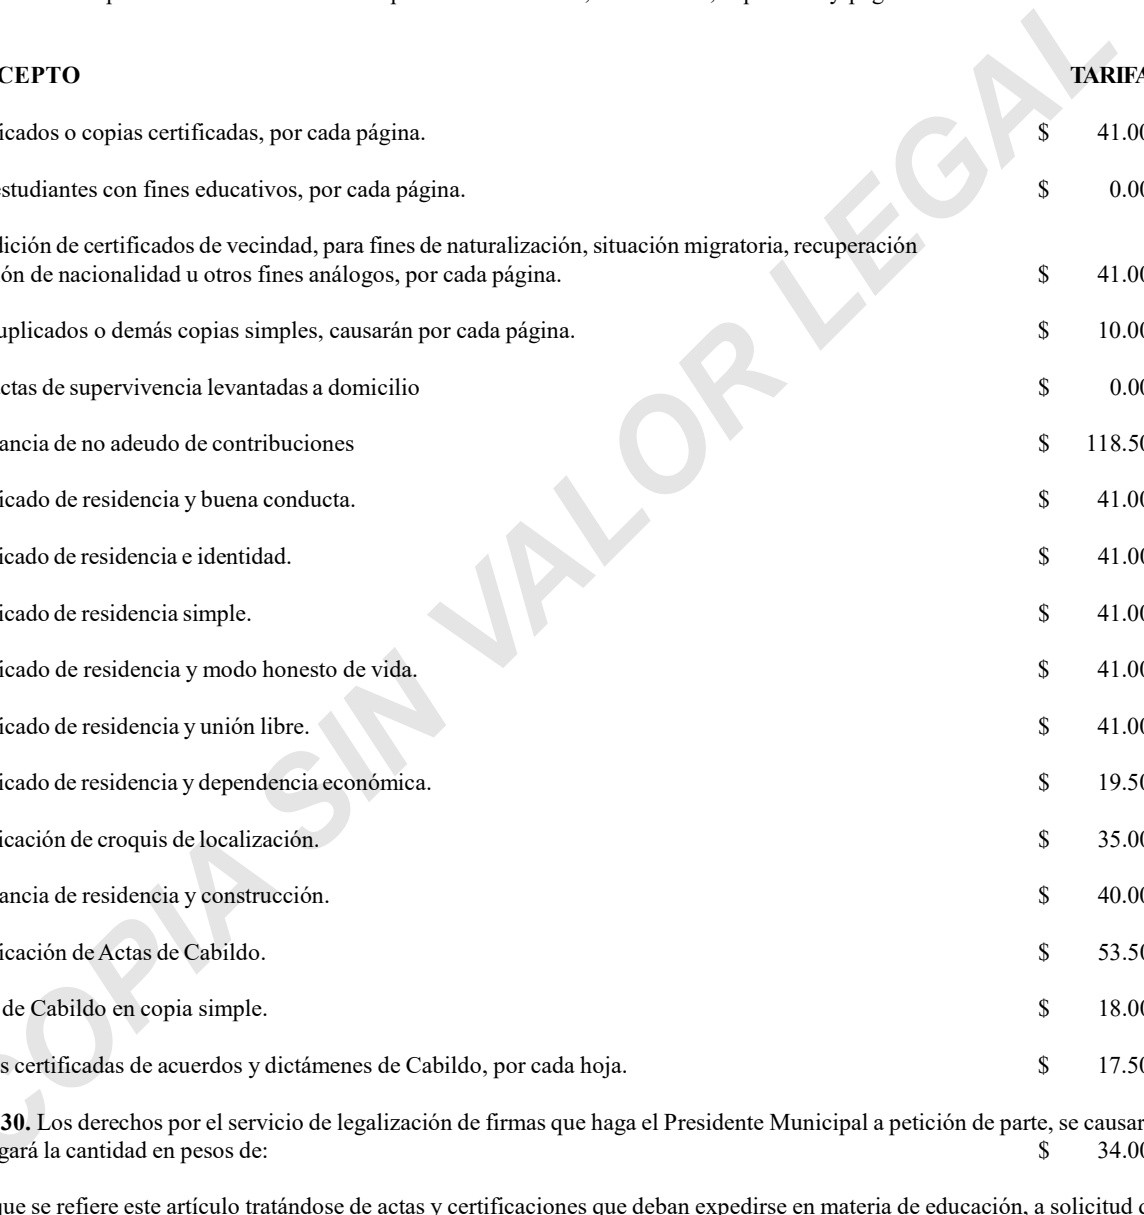 CEPTO TARIFA
icados o copias certificadas, por cada página. $ 41.00
estudiantes con fines educativos, por cada página. $ 0.00
dición de certificados de vecindad, para fines de naturalización, situación migratoria, recuperación
ón de nacionalidad u otros fines análogos, por cada página. $ 41.00
uplicados o demás copias simples, causarán por cada página. $ 10.00
ctas de supervivencia levantadas a domicilio $ 0.00
ancia de no adeudo de contribuciones $ 118.50
icado de residencia y buena conducta. $ 41.00
icado de residencia e identidad. $ 41.00
icado de residencia simple. $ 41.00
icado de residencia y modo honesto de vida. $ 41.00
icado de residencia y unión libre. $ 41.00
icado de residencia y dependencia económica. $ 19.50
icación de croquis de localización. $ 35.00
ancia de residencia y construcción. $ 40.00
icación de Actas de Cabildo. $ 53.50
de Cabildo en copia simple. $ 18.00
s certificadas de acuerdos y dictámenes de Cabildo, por cada hoja. $ 17.50
30. Los derechos por el servicio de legalización de firmas que haga el Presidente Municipal a petición de parte, se causar
gará la cantidad en pesos de: $ 34.00
que se refiere este artículo tratándose de actas y certificaciones que deban expedirse en materia de educación, a solicitud d
COPIA SIN VALOR LEGAL